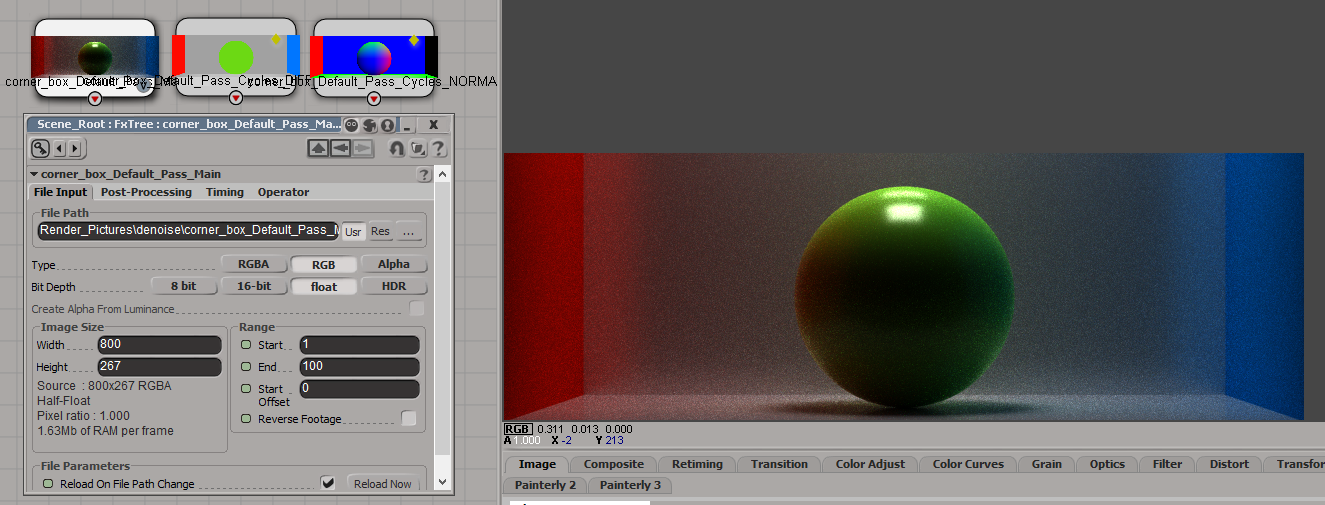 corner_box_Default_Pass_Ma
Default_Pass_Cycles_DIFF
Default_Pass_Cycles_NORMA
Scene_Root : FxTree : corner_box_Default_Pass_Ma...
corner_box_Default_Pass_Main
?
File Input Post-Processing Timing Operator
File Path
Render_Pictures\denoise\corner_box_Default_Pass_M Usr Res ...
Type RGBA RGB Alpha
Bit Depth 8 bit 16-bit float HDR
Create Alpha From Luminance
Image Size
Width 800
Height 267
Source : 800x267 RGBA
Half-Float
Pixel ratio : 1.000
1.63Mb of RAM per frame
Range
Start 1
End 100
Start Offset 0
Reverse Footage
File Parameters
Reload On File Path Change Reload Now
RGB 0.311 0.013 0.000
A 1.000 X -2 Y 213
Image Composite Retiming Transition Color Adjust Color Curves Grain Optics Filter Distort Transfor
Painterly 2 Painterly 3